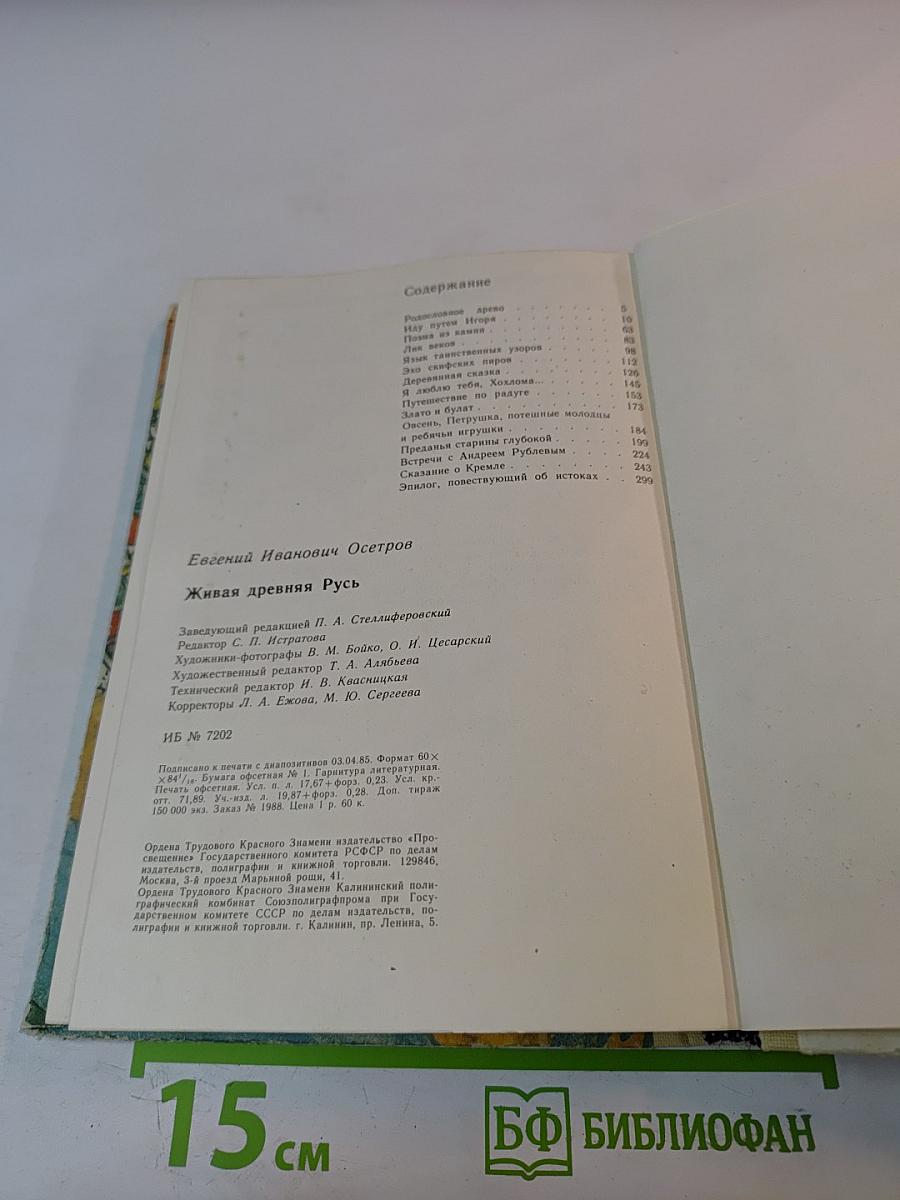 Содержание
Родословное древо . . . . . . . 5
Иду путем Игоря . . . . . . . . 10
Поэма из камня . . . . . . . . 63
Лик веков . . . . . . . . . . 83
Язык таинственных узоров . . . . . 98
Эхо скифских пиров . . . . . . . 112
Деревянная сказка . . . . . . . 126
Я люблю тебя, Хохлома... . . . . . 145
Путешествие по радуге . . . . . . 153
Злато и булат . . . . . . . . . 173
Овсень, Петрушка, потешные молодцы
и ребячьи игрушки . . . . . . . 184
Преданья старины глубокой . . . . 199
Встречи с Андреем Рублевым . . . . 224
Сказание о Кремле . . . . . . . 243
Эпилог, повествующий об истоках . . 299
Евгений Иванович Осетров
Живая древняя Русь
Заведующий редакцией П. А. Стеллиферовский
Редактор С. П. Истратова
Художники-фотографы В. М. Бойко, О. И. Цесарский
Художественный редактор Т. А. Алябьева
Технический редактор И. В. Квасницкая
Корректоры Л. А. Ежова, М. Ю. Сергеева
ИБ № 7202
Подписано к печати с диапозитивов 03.04.85. Формат 60×
×84¹/₁₆. Бумага офсетная № 1. Гарнитура литературная.
Печать офсетная. Усл. п. л. 17,67+форз. 0,23. Усл. кр.-
отт. 71,89. Уч.-изд. л. 19,87+форз. 0,28. Доп. тираж
150 000 экз. Заказ № 1988. Цена 1 р. 60 к.
Ордена Трудового Красного Знамени издательство «Про-
свещение» Государственного комитета РСФСР по делам
издательств, полиграфии и книжной торговли. 129846,
Москва, 3-й проезд Марьиной рощи, 41.
Ордена Трудового Красного Знамени Калининский поли-
графический комбинат Союзполиграфпрома при Госу-
дарственном комитете СССР по делам издательств, по-
лиграфии и книжной торговли. г. Калинин, пр. Ленина, 5.
15 см
БФ БИБЛИОФАН